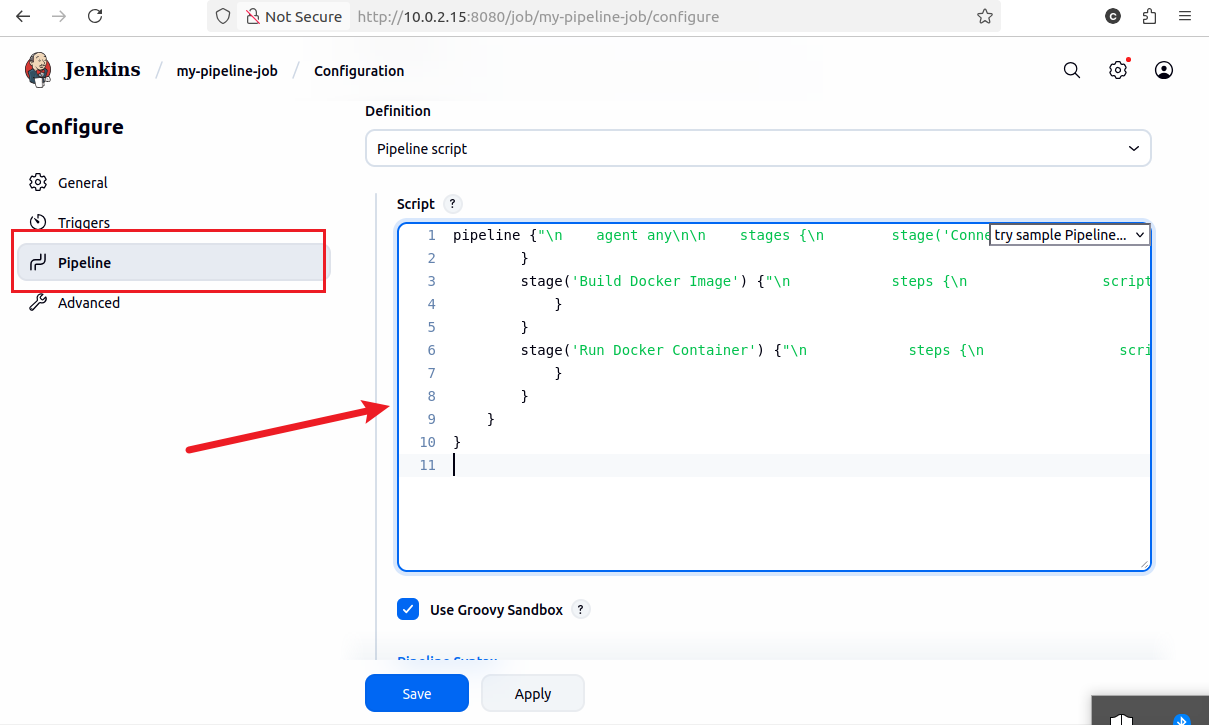 Not Secure http://10.0.2.15:8080/job/my-pipeline-job/configure
C
Jenkins / my-pipeline-job / Configuration
Configure
General
Triggers
Pipeline
Advanced
Definition
Pipeline script
Script ?
try sample Pipeline...
1 pipeline {"\n    agent any\n\n    stages {\n        stage('Conne
2         }
3         stage('Build Docker Image') {"\n            steps {\n                script
4             }
5         }
6         stage('Run Docker Container') {"\n            steps {\n                scri
7             }
8         }
9     }
10 }
11
Use Groovy Sandbox ?
Pipeline Syntax
Save
Apply